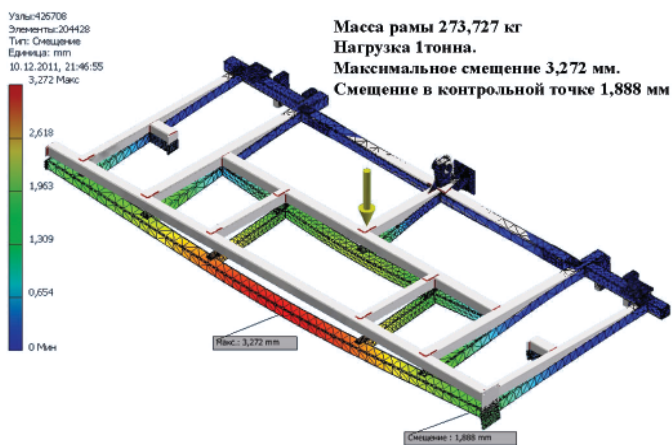 Узлы:426708
Элементы:204428
Тип: Смещение
Единица: mm
10.12.2011, 21:46:55
3,272 Макс
2,618
1,963
1,309
0,654
0 Мин
Масса рамы 273,727 кг
Нагрузка 1тонна.
Максимальное смещение 3,272 мм.
Смещение в контрольной точке 1,888 мм
Макс.: 3,272 mm
Смещение : 1,888 mm